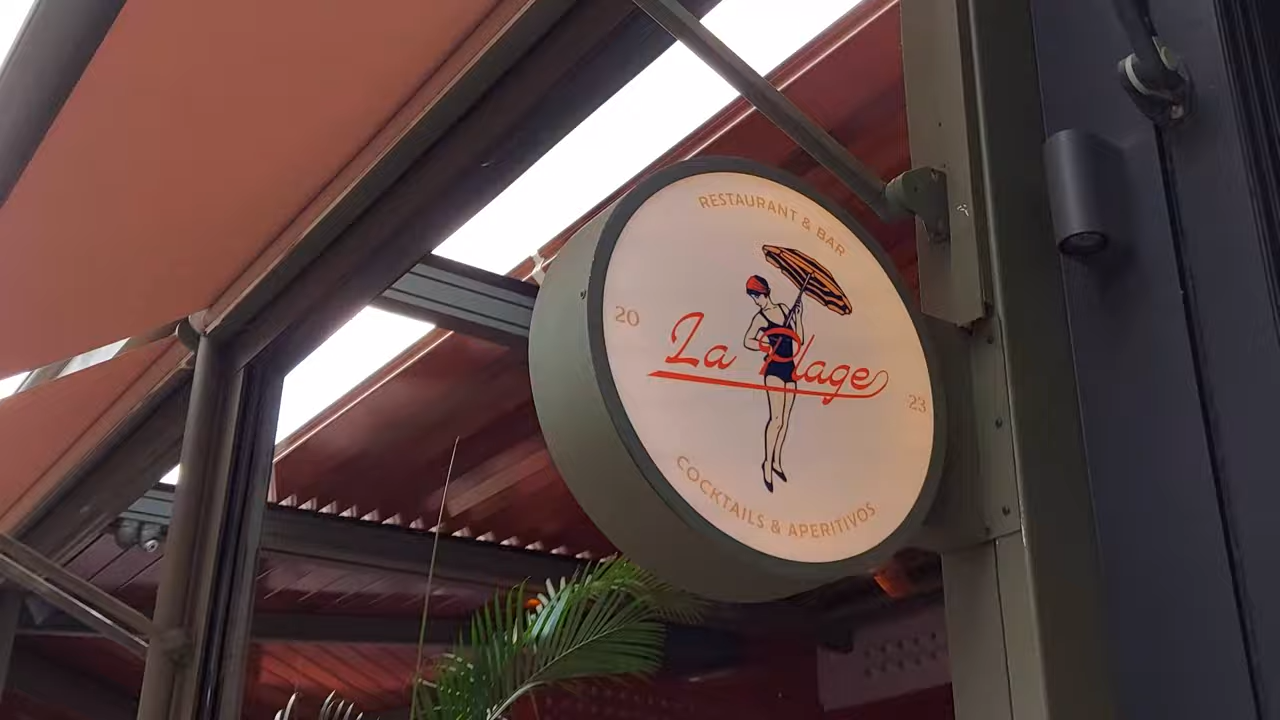 RESTAURANT & BAR
20
La Plage
23
COCKTAILS & APERITIVOS